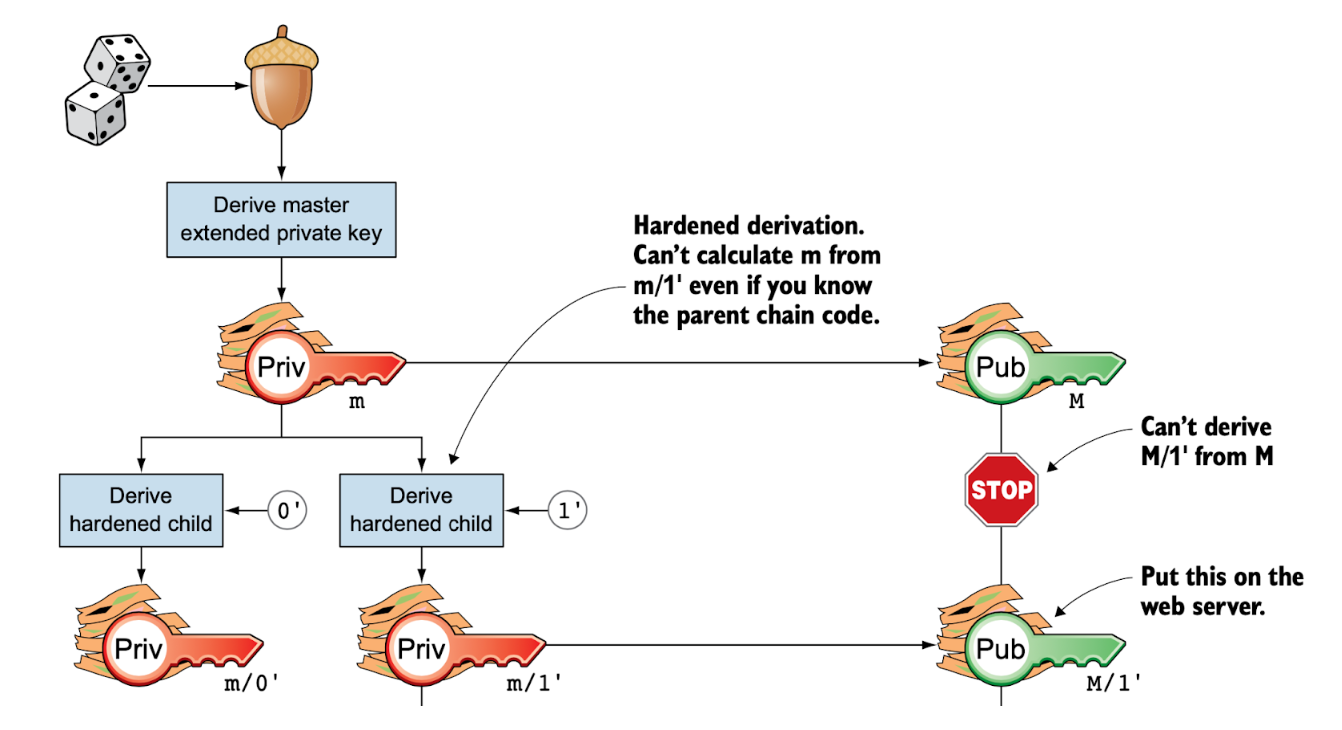 Derive master
extended private key
Hardened derivation.
Can't calculate m from
m/1' even if you know
the parent chain code.
Priv
m
Pub
M
Can't derive
M/1' from M
STOP
Derive
hardened child
0'
Derive
hardened child
1'
Put this on the
web server.
Priv
m/0'
Priv
m/1'
Pub
M/1'